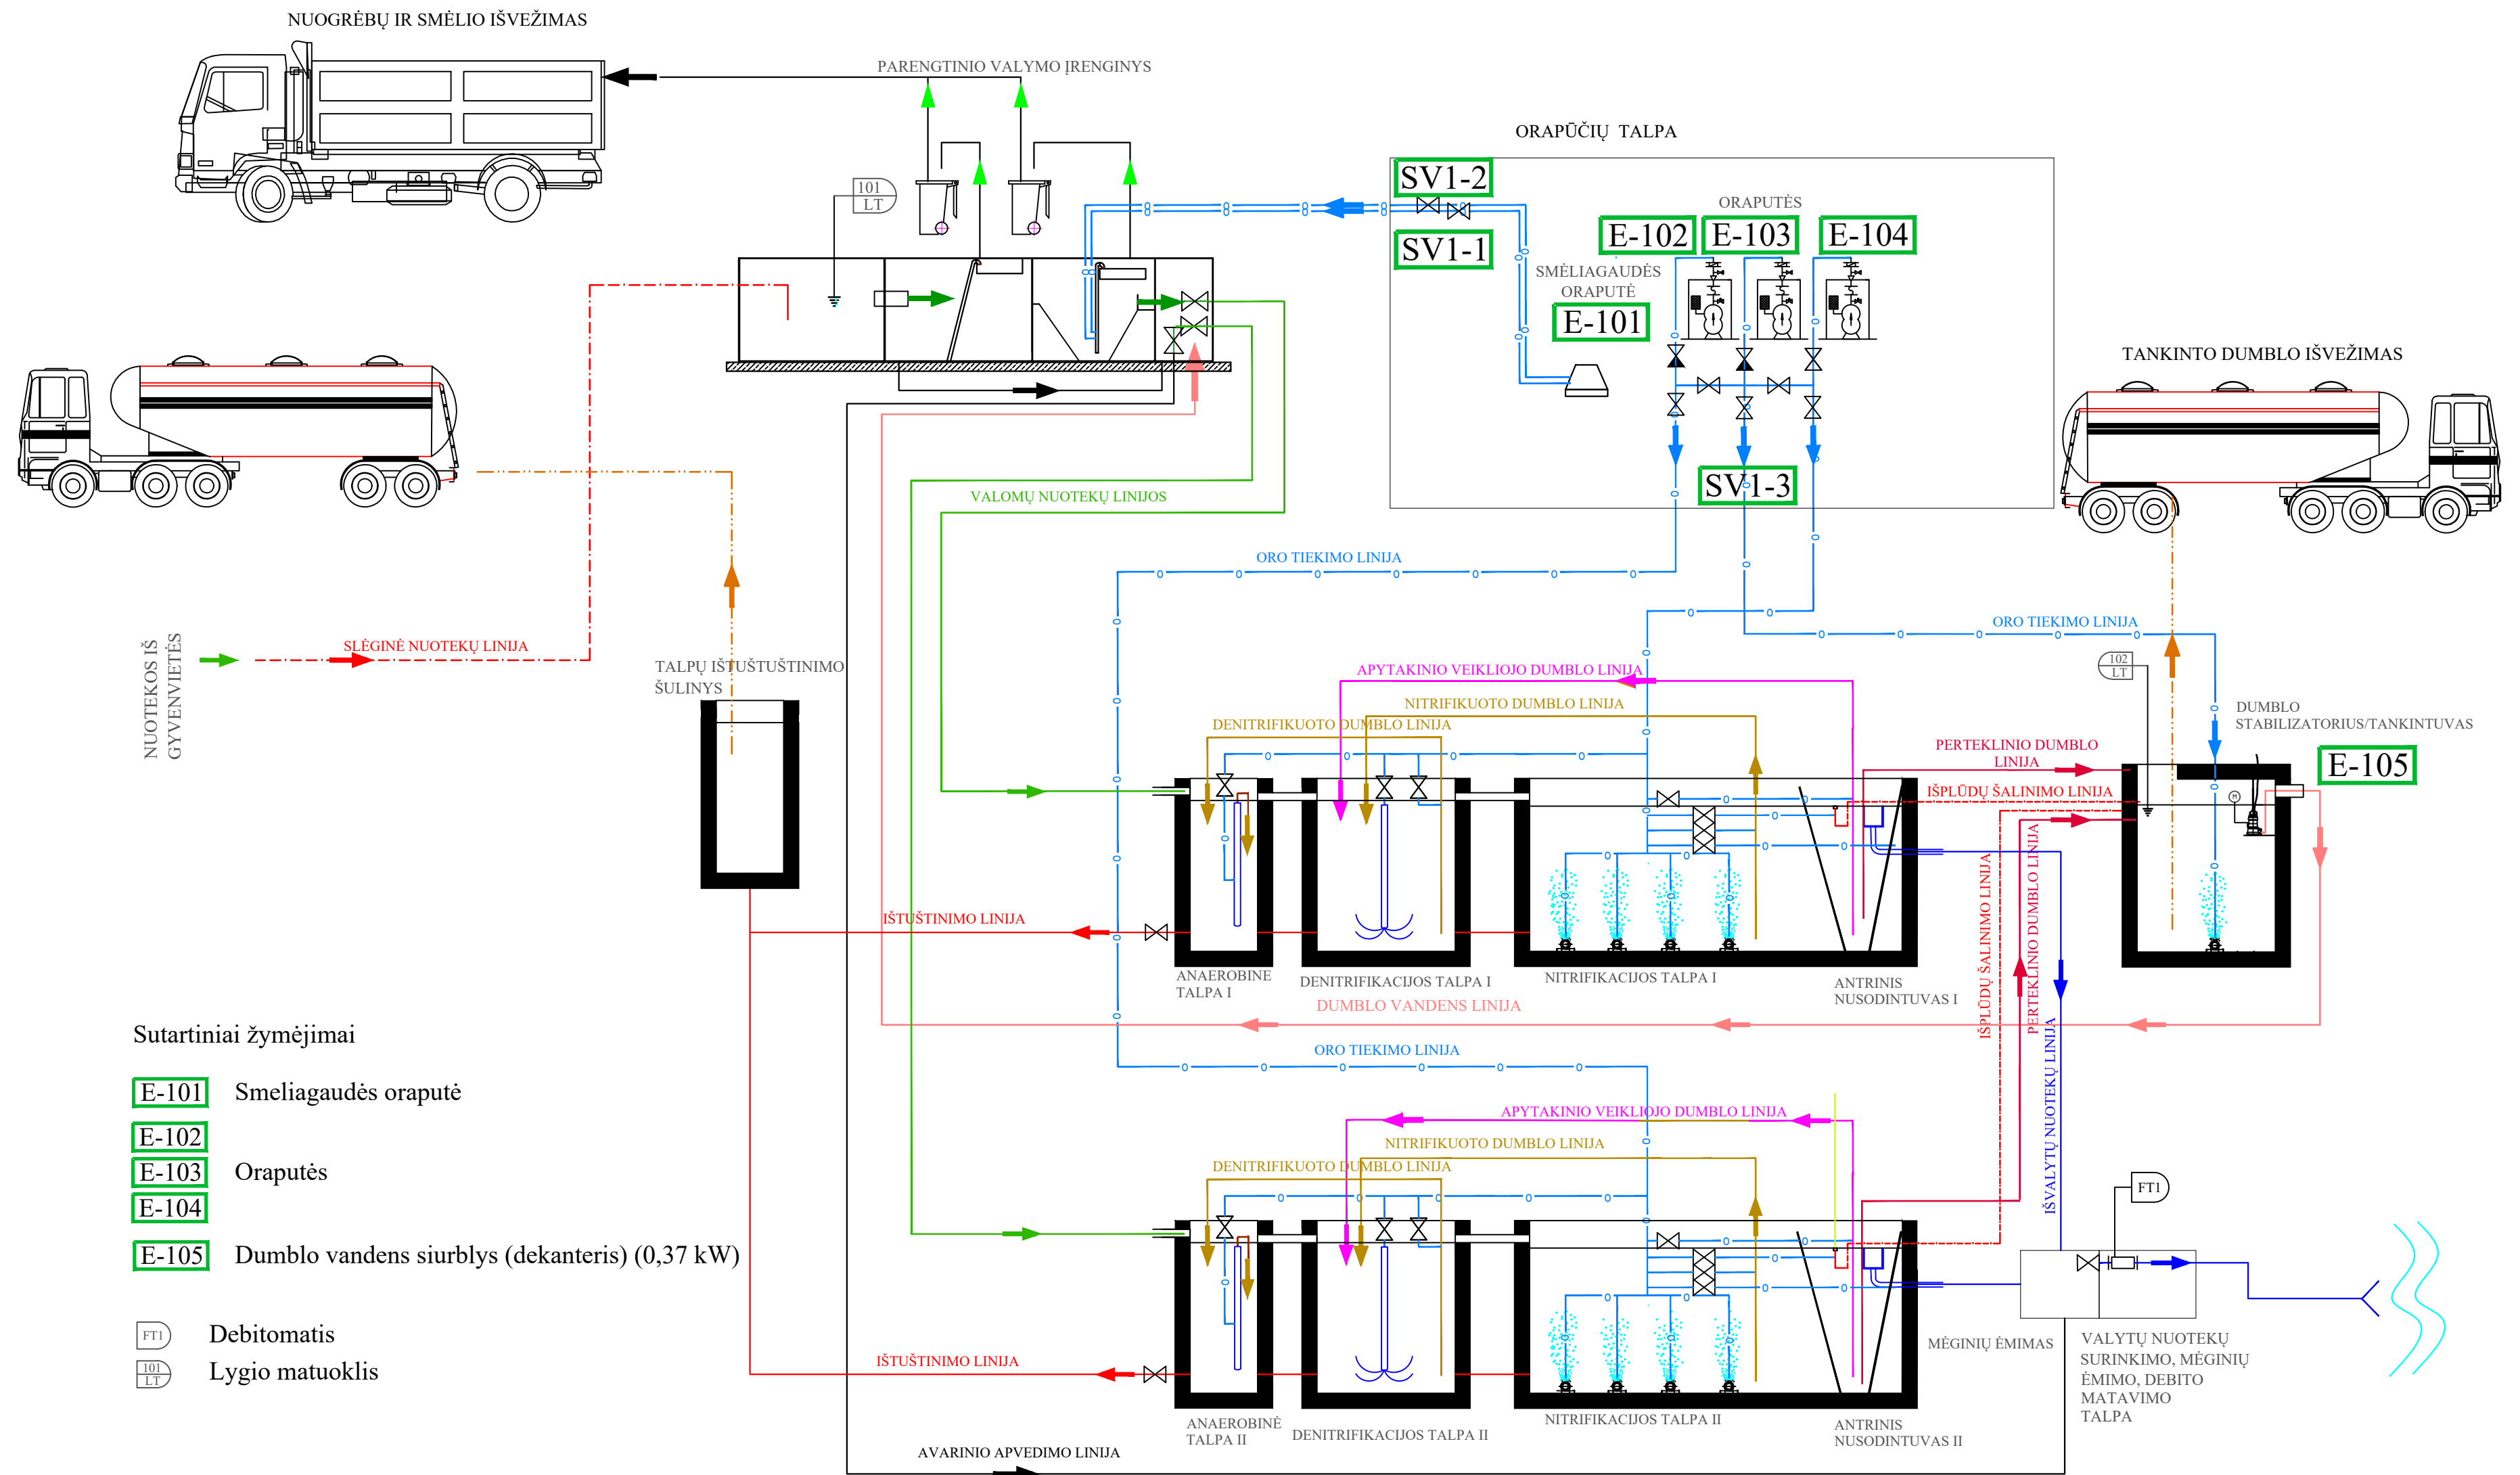 NUOGRĖBŲ IR SMĖLIO IŠVEŽIMAS
PARENGTINIO VALYMO ĮRENGINYS
101
LT
ORAPŪČIŲ TALPA
SV1-2
SV1-1
ORAPUTĖS
E-102
E-103
E-104
SMĖLIAGAUDĖS
ORAPUTĖ
E-101
SV1-3
TANKINTO DUMBLO IŠVEŽIMAS
VALOMŲ NUOTEKŲ LINIJOS
ORO TIEKIMO LINIJA
ORO TIEKIMO LINIJA
NUOTEKOS IŠ
GYVENVIETĖS
SLĖGINĖ NUOTEKŲ LINIJA
TALPŲ IŠTUŠTUŠTINIMO
ŠULINYS
APYTAKINIO VEIKLIOJO DUMBLO LINIJA
NITRIFIKUOTO DUMBLO LINIJA
DENITRIFIKUOTO DUMBLO LINIJA
102
LT
DUMBLO
STABILIZATORIUS/TANKINTUVAS
E-105
M
PERTEKLINIO DUMBLO
LINIJA
IŠPLŪDŲ ŠALINIMO LINIJA
IŠPLŪDŲ ŠALINIMO LINIJA
PERTEKLINIO DUMBLO LINIJA
IŠVALYTŲ NUOTEKŲ LINIJA
IŠTUŠTINIMO LINIJA
ANAEROBINE
TALPA I
DENITRIFIKACIJOS TALPA I
NITRIFIKACIJOS TALPA I
ANTRINIS
NUSODINTUVAS I
DUMBLO VANDENS LINIJA
ORO TIEKIMO LINIJA
APYTAKINIO VEIKLIOJO DUMBLO LINIJA
NITRIFIKUOTO DUMBLO LINIJA
DENITRIFIKUOTO DUMBLO LINIJA
IŠTUŠTINIMO LINIJA
ANAEROBINĖ
TALPA II
DENITRIFIKACIJOS TALPA II
NITRIFIKACIJOS TALPA II
ANTRINIS
NUSODINTUVAS II
AVARINIO APVEDIMO LINIJA
FT1
MĖGINIŲ ĖMIMAS
VALYTŲ NUOTEKŲ
SURINKIMO, MĖGINIŲ
ĖMIMO, DEBITO
MATAVIMO
TALPA
Sutartiniai žymėjimai
E-101 Smeliagaudės oraputė
E-102
E-103 Oraputės
E-104
E-105 Dumblo vandens siurblys (dekanteris) (0,37 kW)
FT1 Debitomatis
101
LT
Lygio matuoklis